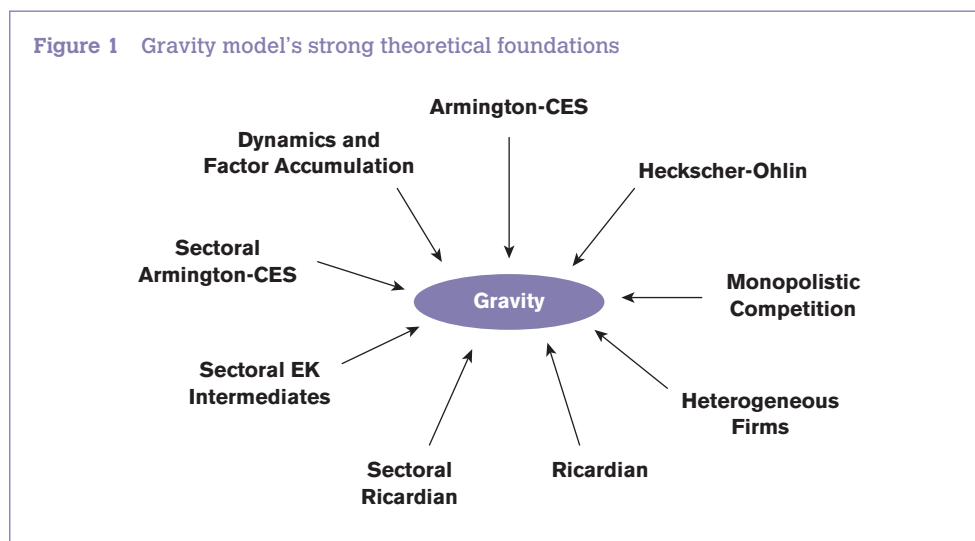 Figure 1 Gravity model's strong theoretical foundations
Armington-CES
Dynamics and
Factor Accumulation
Heckscher-Ohlin
Sectoral
Armington-CES
Gravity
Monopolistic
Competition
Sectoral EK
Intermediates
Heterogeneous
Firms
Sectoral
Ricardian
Ricardian